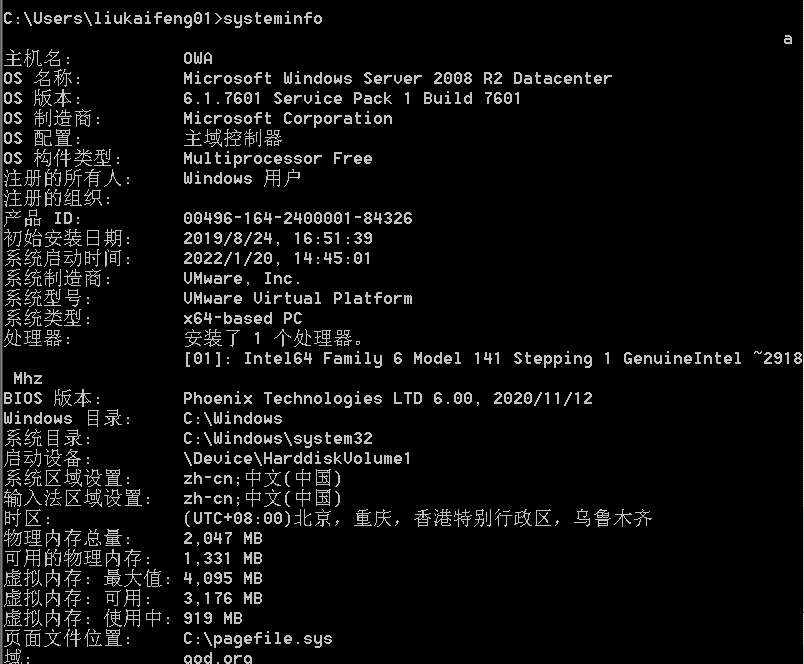 C:\Users\liukaifeng01>systeminfo
a
主机名: OWA
OS 名称: Microsoft Windows Server 2008 R2 Datacenter
OS 版本: 6.1.7601 Service Pack 1 Build 7601
OS 制造商: Microsoft Corporation
OS 配置: 主域控制器
OS 构件类型: Multiprocessor Free
注册的所有人: Windows 用户
注册的组织:
产品 ID: 00496-164-2400001-84326
初始安装日期: 2019/8/24, 16:51:39
系统启动时间: 2022/1/20, 14:45:01
系统制造商: VMware, Inc.
系统型号: VMware Virtual Platform
系统类型: x64-based PC
处理器: 安装了 1 个处理器。
[01]: Intel64 Family 6 Model 141 Stepping 1 GenuineIntel ~2918
Mhz
BIOS 版本: Phoenix Technologies LTD 6.00, 2020/11/12
Windows 目录: C:\Windows
系统目录: C:\Windows\system32
启动设备: \Device\HarddiskVolume1
系统区域设置: zh-cn;中文(中国)
输入法区域设置: zh-cn;中文(中国)
时区: (UTC+08:00)北京，重庆，香港特别行政区，乌鲁木齐
物理内存总量: 2,047 MB
可用的物理内存: 1,331 MB
虚拟内存: 最大值: 4,095 MB
虚拟内存: 可用: 3,176 MB
虚拟内存: 使用中: 919 MB
页面文件位置: C:\pagefile.sys
域: god.org